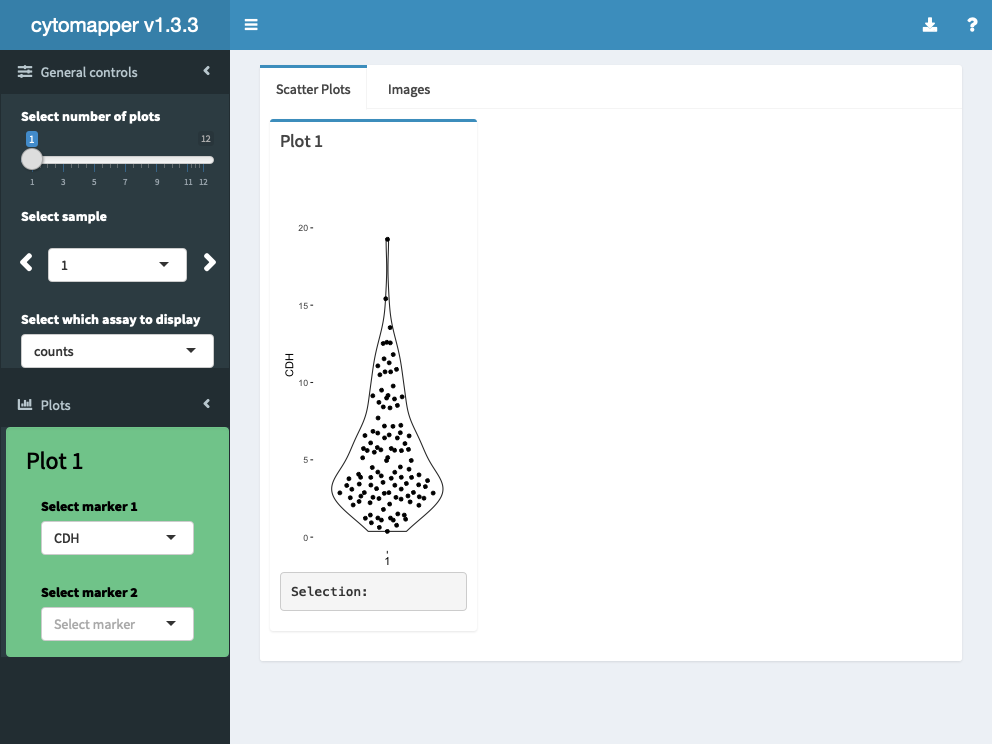 cytomapper v1.3.3
?
General controls
Select number of plots
1
12
1 3 5 7 9 11 12
Select sample
1
Select which assay to display
counts
Plots
Plot 1
Select marker 1
CDH
Select marker 2
Select marker
Scatter Plots
Images
Plot 1
20
15
10
5
0
CDH
1
Selection: